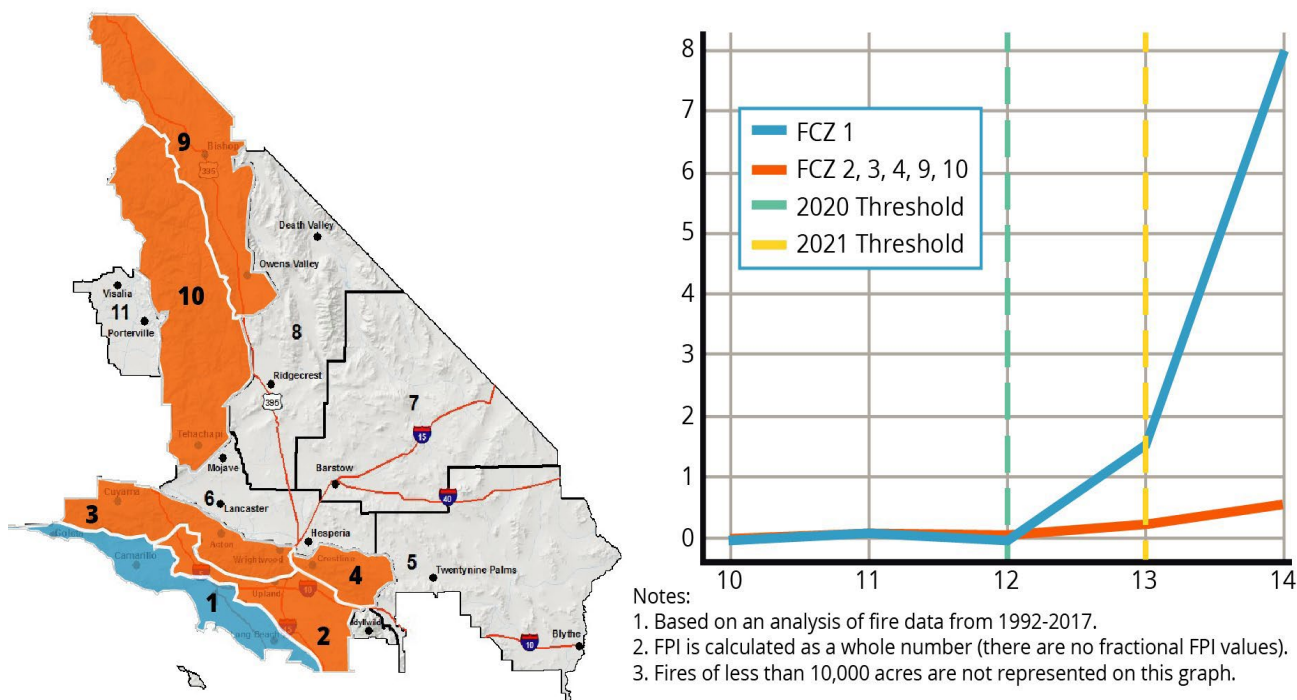 9
Bishop
395
Death Valley
Owens Valley
Visalia
11
10
Porterville
8
Ridgecrest
395
7
15
Tehachapi
Mojave
Barstow
40
6
Lancaster
Cuyama
3
Hesperia
Goleta
Acton
Wrightwood
Crestline
4
5
Twentynine Palms
Camarillo
5
Upland
10
1
Long Beach
15
2
Idyllwild
10
Blythe
8
7
6
5
4
3
2
1
0
FCZ 1
FCZ 2, 3, 4, 9, 10
2020 Threshold
2021 Threshold
10 11 12 13 14
Notes:
1. Based on an analysis of fire data from 1992-2017.
2. FPI is calculated as a whole number (there are no fractional FPI values).
3. Fires of less than 10,000 acres are not represented on this graph.